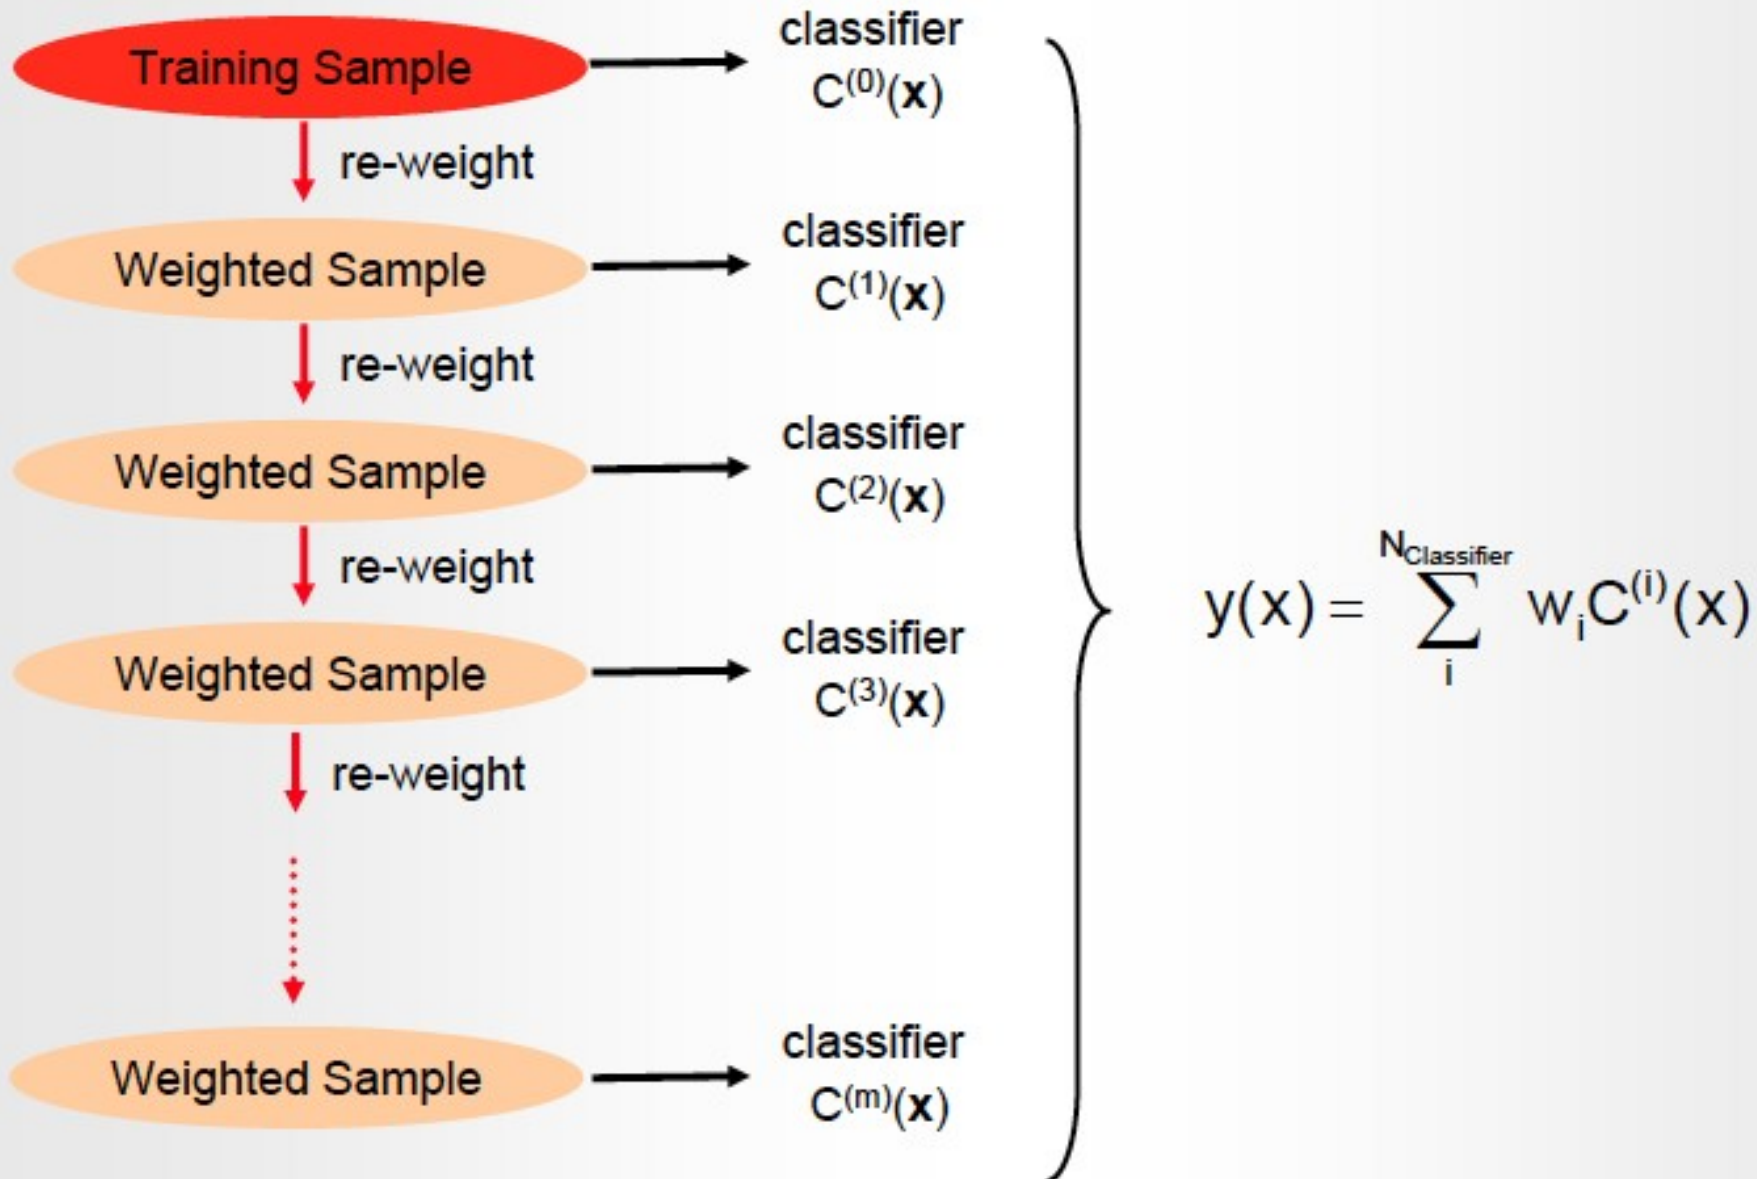 Training Sample
classifier
C⁽⁰⁾(x)
re-weight
Weighted Sample
classifier
C⁽¹⁾(x)
re-weight
Weighted Sample
classifier
C⁽²⁾(x)
re-weight
Weighted Sample
classifier
C⁽³⁾(x)
re-weight
Weighted Sample
classifier
C⁽ᵐ⁾(x)
y(x) = ∑ᵢ^(N_Classifier) wᵢC⁽ⁱ⁾(x)